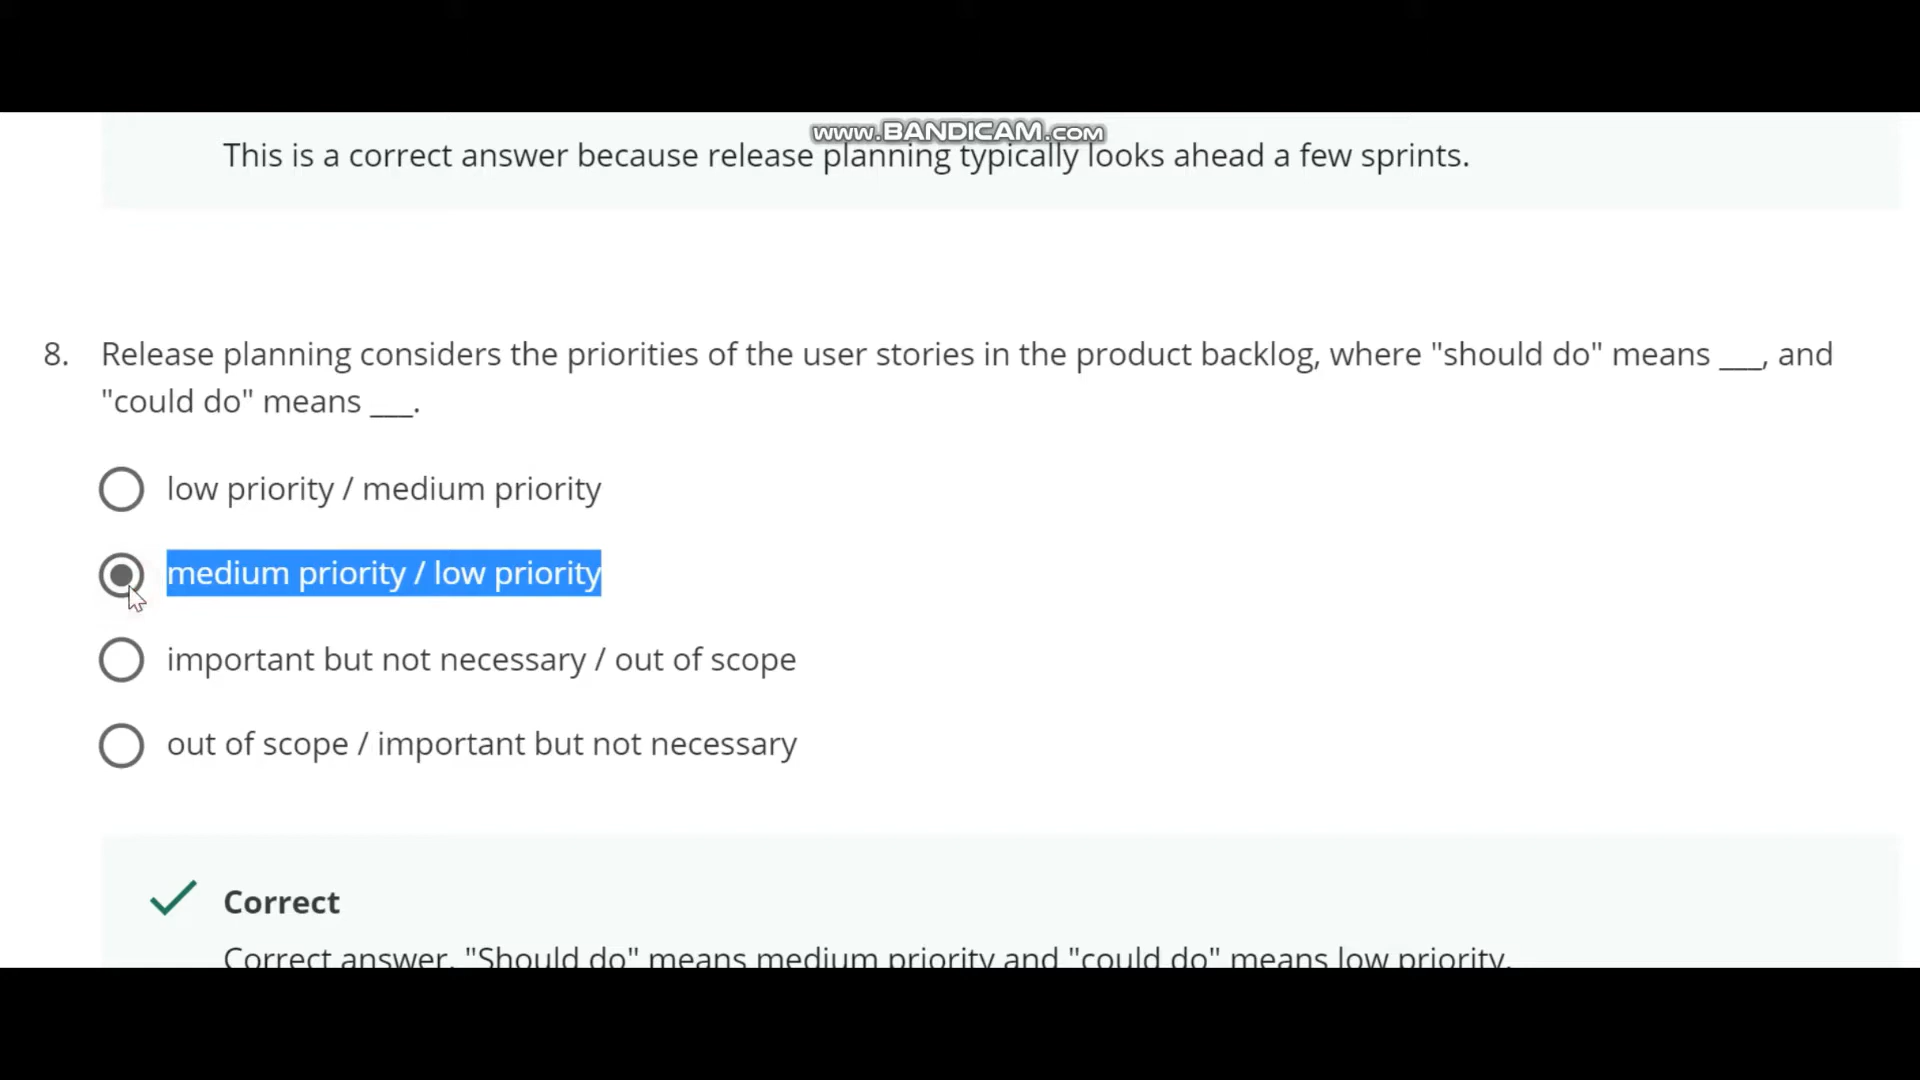 www.BANDICAM.com
This is a correct answer because release planning typically looks ahead a few sprints.
8. Release planning considers the priorities of the user stories in the product backlog, where "should do" means ___, and
"could do" means ___.
low priority / medium priority
medium priority / low priority
important but not necessary / out of scope
out of scope / important but not necessary
Correct
Correct answer. "Should do" means medium priority and "could do" means low priority.